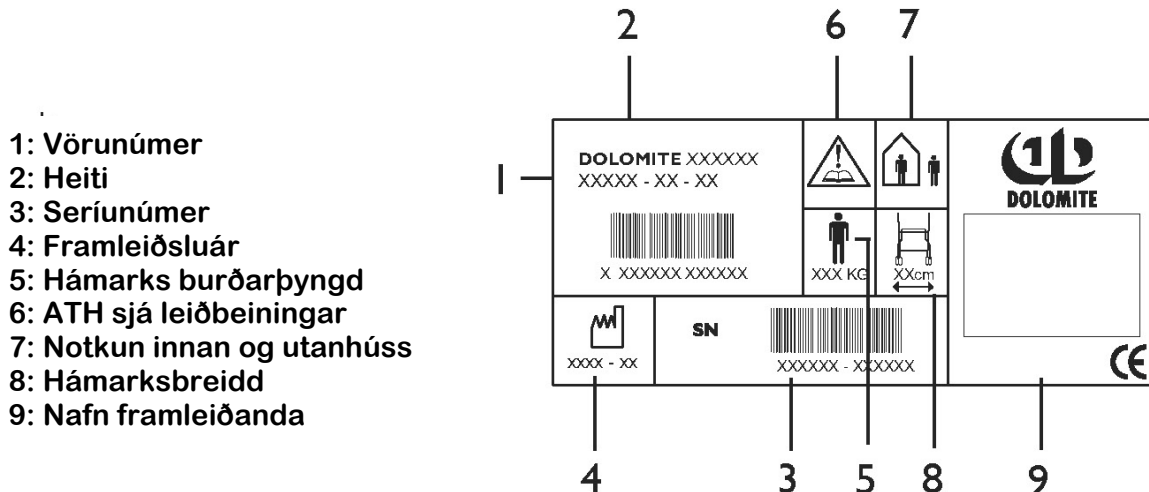 1: Vörunúmer
2: Heiti
3: Seríunúmer
4: Framleiðsluár
5: Hámarks burðarþyngd
6: ATH sjá leiðbeiningar
7: Notkun innan og utanhúss
8: Hámarksbreidd
9: Nafn framleiðanda
2 6 7
1
DOLOMITE XXXXXX
XXXXX - XX - XX
X XXXXXX XXXXXX
XXX KG
XXcm
DOLOMITE
XXXX - XX
SN
XXXXXX - XXXXXX
CE
4 3 5 8 9